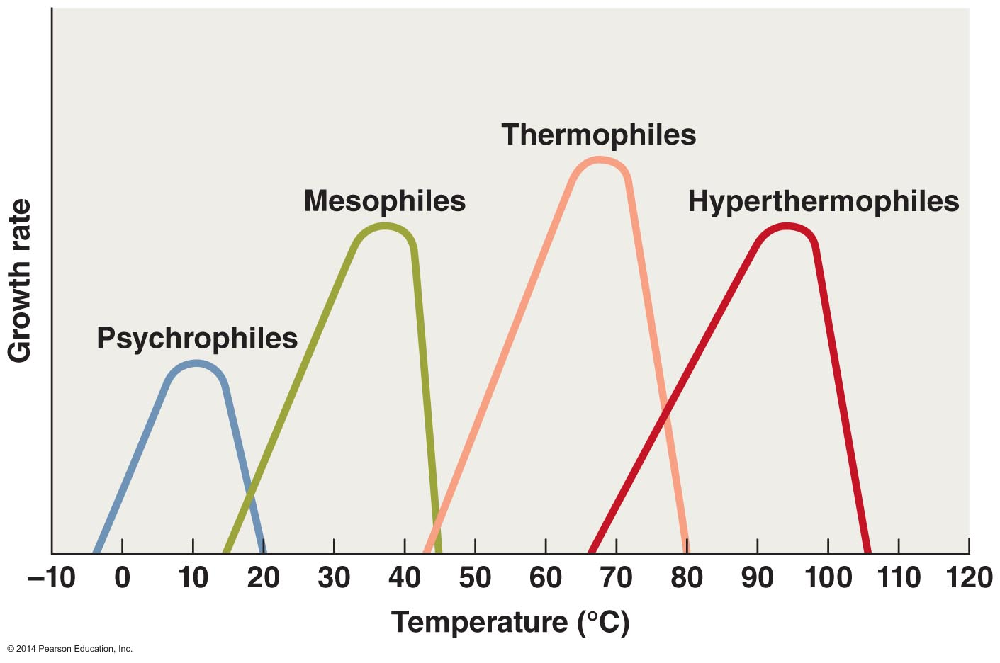 Thermophiles
Mesophiles
Hyperthermophiles
Psychrophiles
Growth rate
–10 0 10 20 30 40 50 60 70 80 90 100 110 120
Temperature (°C)
© 2014 Pearson Education, Inc.